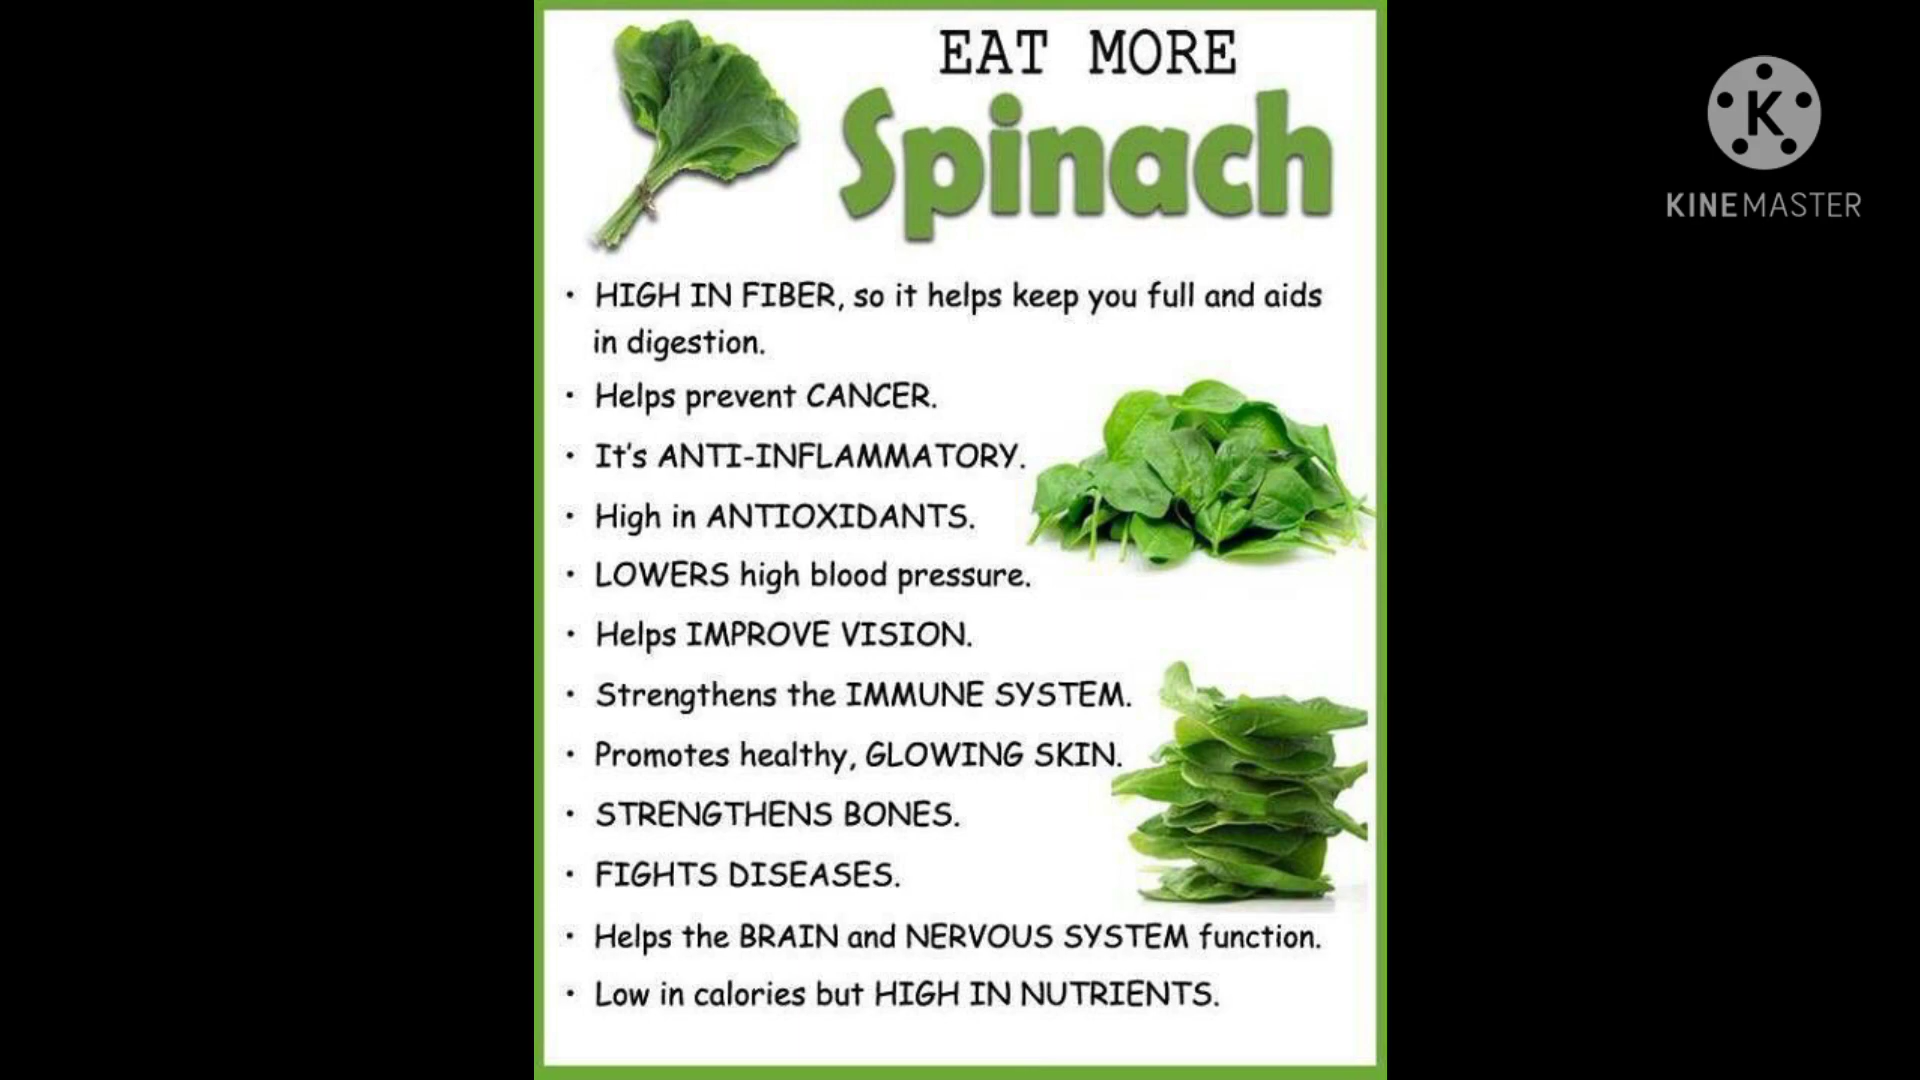 EAT MORE
Spinach
K
KINEMASTER
• HIGH IN FIBER, so it helps keep you full and aids
in digestion.
• Helps prevent CANCER.
• It's ANTI-INFLAMMATORY.
• High in ANTIOXIDANTS.
• LOWERS high blood pressure.
• Helps IMPROVE VISION.
• Strengthens the IMMUNE SYSTEM.
• Promotes healthy, GLOWING SKIN.
• STRENGTHENS BONES.
• FIGHTS DISEASES.
• Helps the BRAIN and NERVOUS SYSTEM function.
• Low in calories but HIGH IN NUTRIENTS.